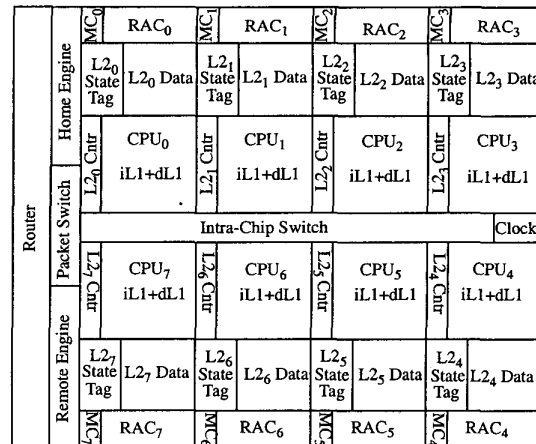 Router
Home Engine
Packet Switch
Remote Engine
MC0 RAC0 MC1 RAC1 MC2 RAC2 MC3 RAC3
L20 State Tag L20 Data L21 State Tag L21 Data L22 State Tag L22 Data L23 State Tag L23 Data
L20 Cntr CPU0 L21 Cntr CPU1 L22 Cntr CPU2 L23 Cntr CPU3
iL1+dL1 iL1+dL1 iL1+dL1 iL1+dL1
Intra-Chip Switch Clock
L27 Cntr CPU7 L26 Cntr CPU6 L25 Cntr CPU5 L24 Cntr CPU4
iL1+dL1 iL1+dL1 iL1+dL1 iL1+dL1
L27 State Tag L27 Data L26 State Tag L26 Data L25 State Tag L25 Data L24 State Tag L24 Data
MC7 RAC7 MC6 RAC6 MC5 RAC5 MC4 RAC4